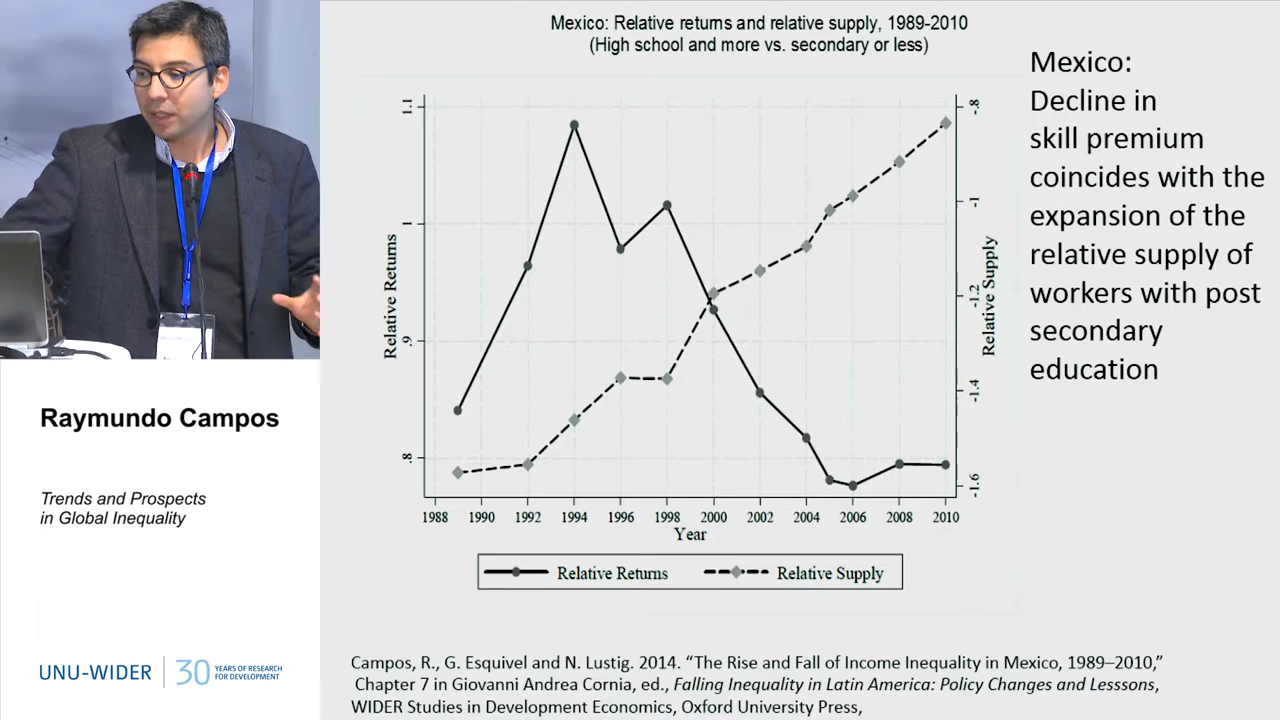 Mexico: Relative returns and relative supply, 1989-2010
(High school and more vs. secondary or less)
Mexico:
Decline in
skill premium
coincides with the
expansion of the
relative supply of
workers with post
secondary
education
1.1
1
.9
.8
Relative Returns
-.8
-1
-1.2
-1.4
-1.6
Relative Supply
1988 1990 1992 1994 1996 1998 2000 2002 2004 2006 2008 2010
Year
Relative Returns Relative Supply
Raymundo Campos
Trends and Prospects
in Global Inequality
UNU-WIDER 30 YEARS OF RESEARCH
FOR DEVELOPMENT
Campos, R., G. Esquivel and N. Lustig. 2014. “The Rise and Fall of Income Inequality in Mexico, 1989–2010,”
Chapter 7 in Giovanni Andrea Cornia, ed., Falling Inequality in Latin America: Policy Changes and Lesssons,
WIDER Studies in Development Economics, Oxford University Press,